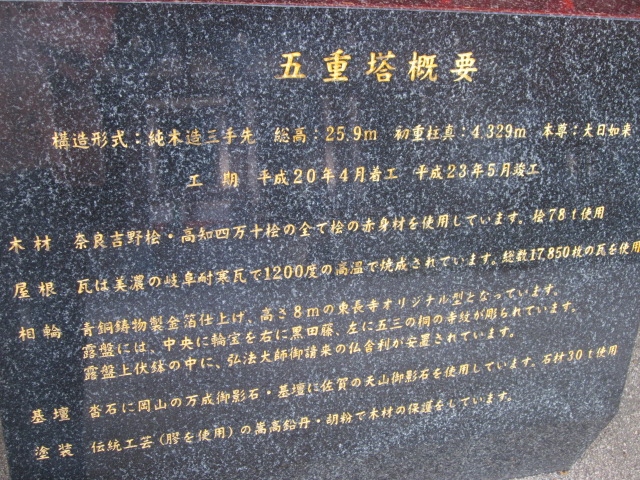 五重塔概要
構造形式：純木造三手先　総高：25.9m　初重柱真：4.329m　本尊：大日如来
工　期　平成20年4月着工　平成23年5月竣工
木材　奈良吉野桧・高知四万十桧の全て桧の赤身材を使用しています。桧78t使用
屋根　瓦は美濃の岐阜耐寒瓦で1200度の高温で焼成されています。総数17850枚の瓦を使用
相輪　青銅鋳物製金箔仕上げ、高さ8mの東長寺オリジナル型となっています。
露盤には、中央に輪宝を右に黒田藤、左に五三の桐の寺紋が彫られています。
露盤上伏鉢の中に、弘法大師御請来の仏舎利が安置されています。
基壇　沓石に岡山の万成御影石・基壇に佐賀の天山御影石を使用しています。石材30t使用
塗装　伝統工芸（膠を使用）の嵩高鉛丹・胡粉で木材の保護をしています。